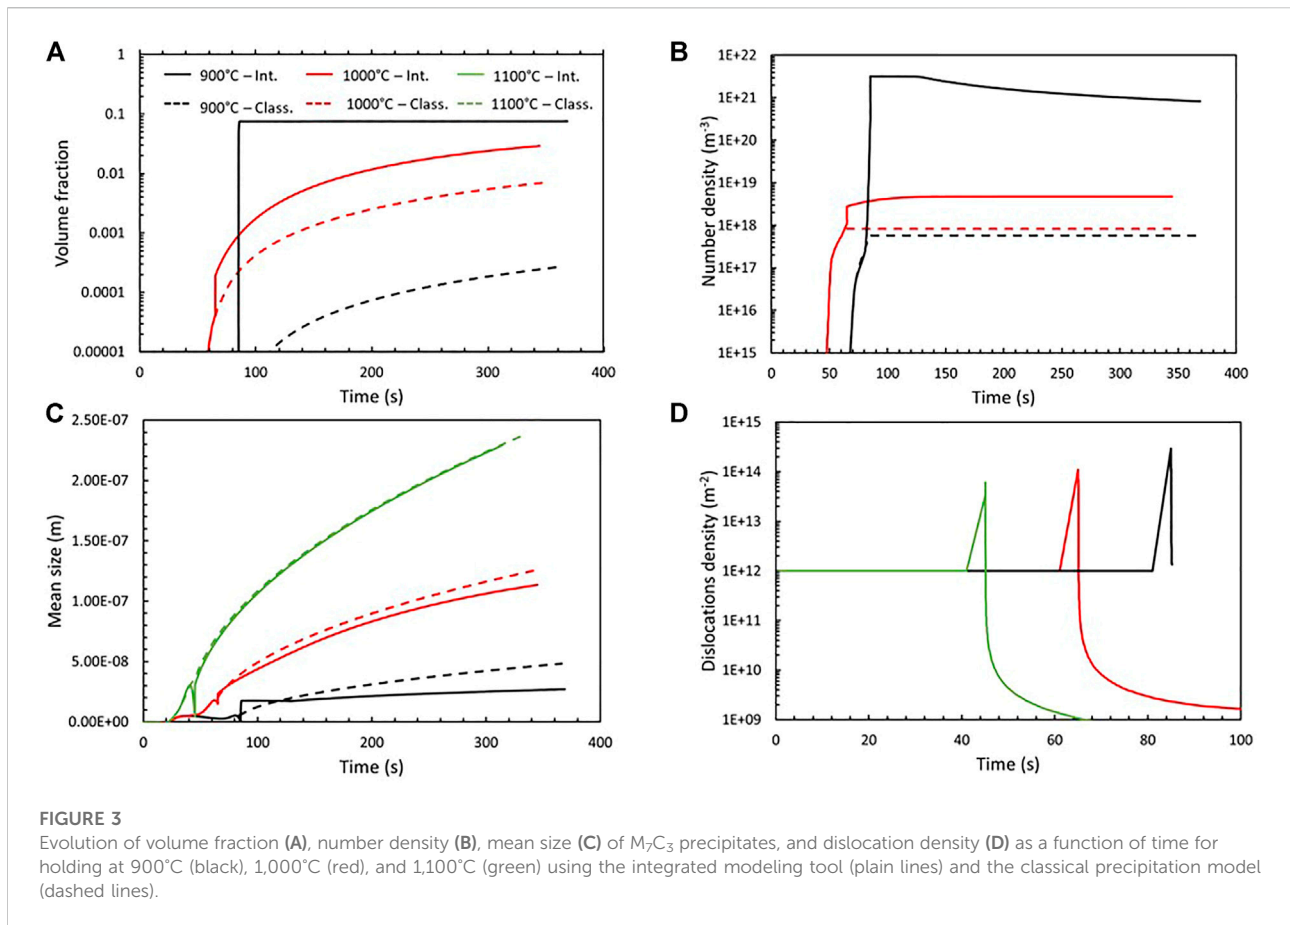 A
1
0.1
0.01
0.001
0.0001
0.00001
Volume fraction
900°C – Int.
1000°C – Int.
1100°C – Int.
900°C – Class.
1000°C – Class.
1100°C – Class.
0
100
200
300
400
Time (s)
B
1E+22
1E+21
1E+20
1E+19
1E+18
1E+17
1E+16
1E+15
Number density (m⁻³)
0
50
100
150
200
250
300
350
400
Time (s)
C
2.50E-07
2.00E-07
1.50E-07
1.00E-07
5.00E-08
0.00E+00
Mean size (m)
0
100
200
300
400
Time (s)
D
1E+15
1E+14
1E+13
1E+12
1E+11
1E+10
1E+09
Dislocations density (m⁻²)
0
20
40
60
80
100
Time (s)
FIGURE 3
Evolution of volume fraction (A), number density (B), mean size (C) of M₇C₃ precipitates, and dislocation density (D) as a function of time for
holding at 900°C (black), 1,000°C (red), and 1,100°C (green) using the integrated modeling tool (plain lines) and the classical precipitation model
(dashed lines).